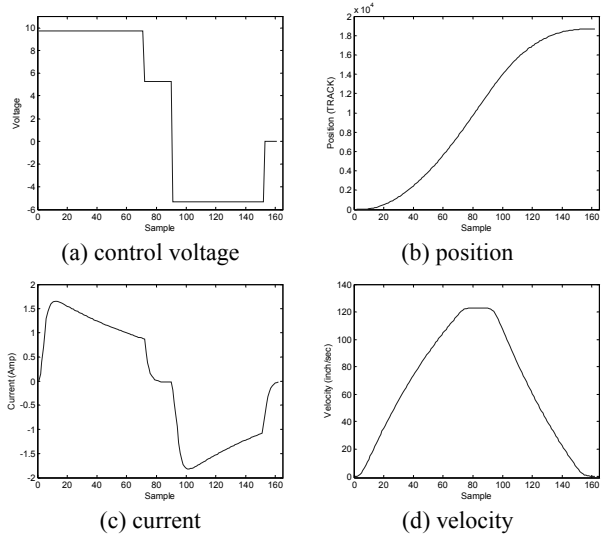 10
8
6
4
2
0
-2
-4
-6
Voltage
0 20 40 60 80 100 120 140 160
Sample
(a) control voltage
x 10^4
2
1.8
1.6
1.4
1.2
1
0.8
0.6
0.4
0.2
0
Position (TRACK)
0 20 40 60 80 100 120 140 160
Sample
(b) position
2
1.5
1
0.5
0
-0.5
-1
-1.5
-2
Current (Amp)
0 20 40 60 80 100 120 140 160
Sample
(c) current
140
120
100
80
60
40
20
0
Velocity (inch/sec)
0 20 40 60 80 100 120 140 160
Sample
(d) velocity